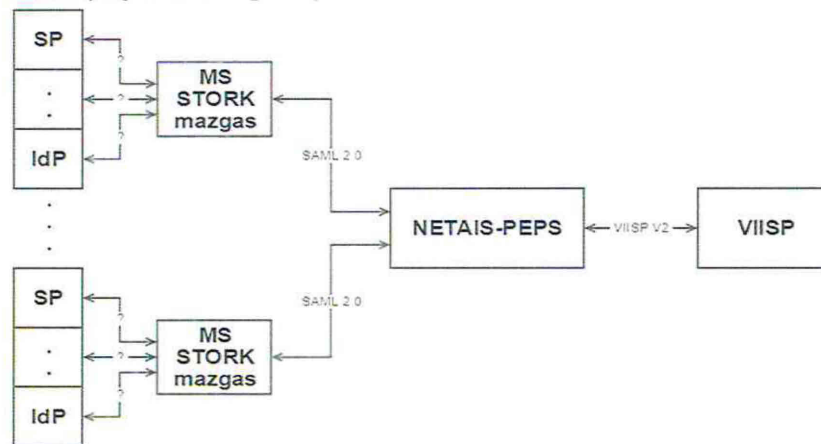 SP
:
IdP
?
?
?
MS
STORK
mazgas
SAML 2.0
NETAIS-PEPS
VIISP V2
VIISP
SAML 2.0
SP
:
IdP
?
?
?
MS
STORK
mazgas